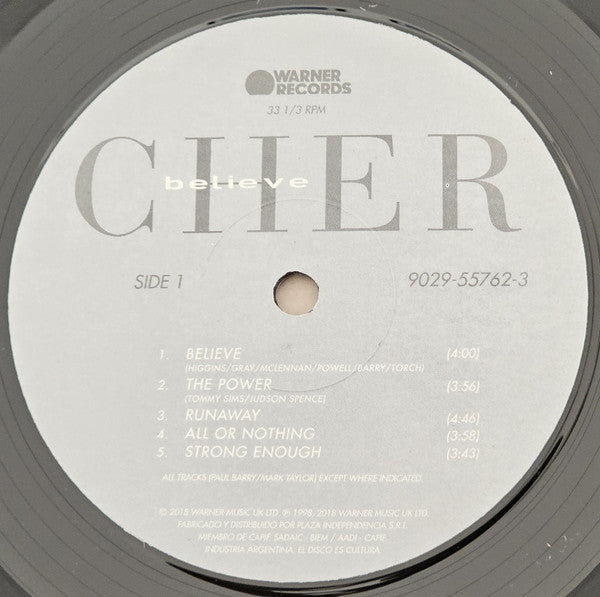 WARNER
RECORDS
33 1/3 RPM
CHER
believe
SIDE 1
9029-55762-3
1. BELIEVE (4:00)
(HIGGINS/GRAY/MCLENNAN/POWELL/BARRY/TORCH)
2. THE POWER (3:56)
(TOMMY SIMS/JUDSON SPENCE)
3. RUNAWAY (4:46)
4. ALL OR NOTHING (3:58)
5. STRONG ENOUGH (3:43)
ALL TRACKS (PAUL BARRY/MARK TAYLOR) EXCEPT WHERE INDICATED.
© 2018 WARNER MUSIC UK LTD. ℗ 1998, 2018 WARNER MUSIC UK LTD.
FABRICADO Y DISTRIBUIDO POR PLAZA INDEPENDENCIA S.R.L.
MIEMBRO DE CAPIF. SADAIC - BIEM / AADI - CAPIF.
INDUSTRIA ARGENTINA. EL DISCO ES CULTURA.